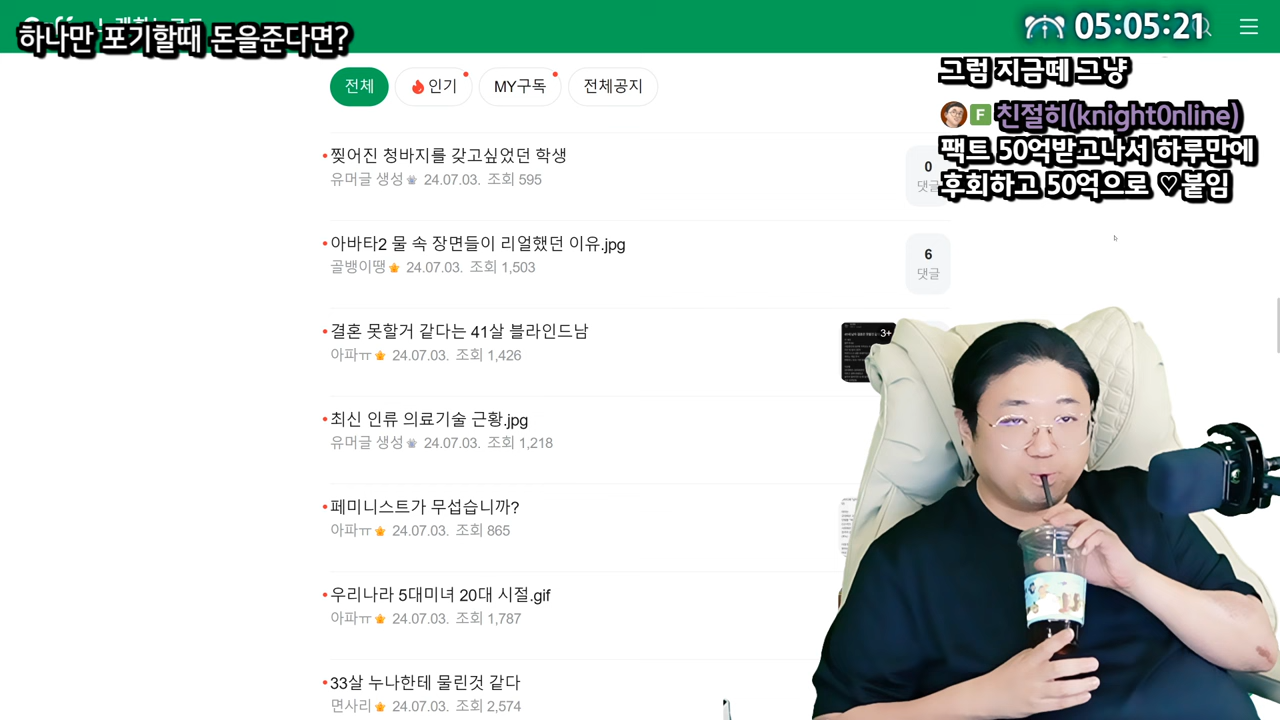 하나만 포기할때 돈을준다면?
05:05:21
전체
인기
MY구독
전체공지
그럼 지금떼 그냥
F 친절히(knight0nline)
팩트 50억받고나서 하루만에
후회하고 50억으로 ♡붙임
찢어진 청바지를 갖고싶었던 학생
유머글 생성 24.07.03. 조회 595
0
댓글
아바타2 물 속 장면들이 리얼했던 이유.jpg
골뱅이땡 24.07.03. 조회 1,503
6
댓글
결혼 못할거 같다는 41살 블라인드남
아파ㅠ 24.07.03. 조회 1,426
3+
최신 인류 의료기술 근황.jpg
유머글 생성 24.07.03. 조회 1,218
페미니스트가 무섭습니까?
아파ㅠ 24.07.03. 조회 865
우리나라 5대미녀 20대 시절.gif
아파ㅠ 24.07.03. 조회 1,787
33살 누나한테 물린것 같다
면사리 24.07.03. 조회 2,574